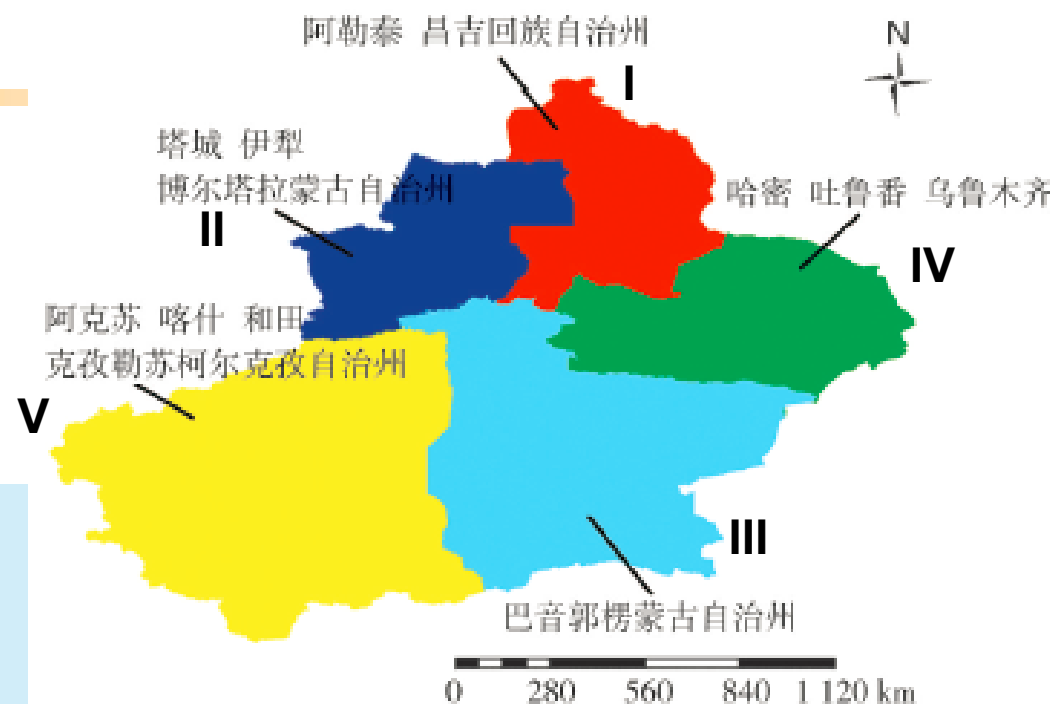 阿勒泰 昌吉回族自治州
N
I
塔城 伊犁
博尔塔拉蒙古自治州
II
哈密 吐鲁番 乌鲁木齐
IV
阿克苏 喀什 和田
克孜勒苏柯尔克孜自治州
V
III
巴音郭楞蒙古自治州
0 280 560 840 1 120 km